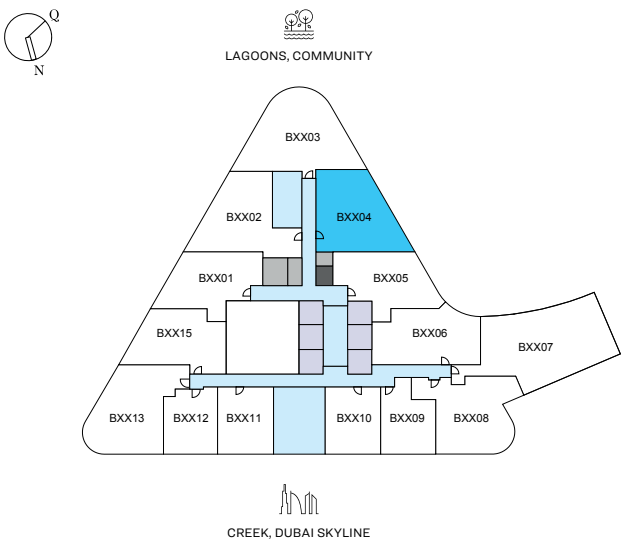 Q
N
LAGOONS, COMMUNITY
BXX03
BXX02
BXX04
BXX01
BXX05
BXX15
BXX06
BXX07
BXX13
BXX12
BXX11
BXX10
BXX09
BXX08
CREEK, DUBAI SKYLINE